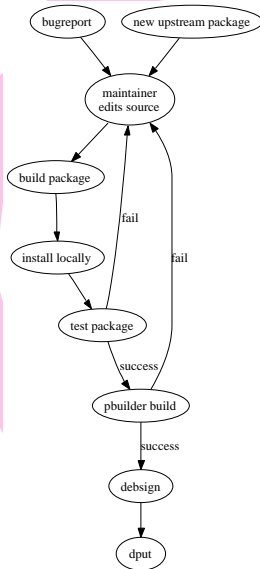 bugreport
new upstream package
maintainer
edits source
build package
install locally
fail
fail
test package
success
pbuilder build
success
debsign
dput